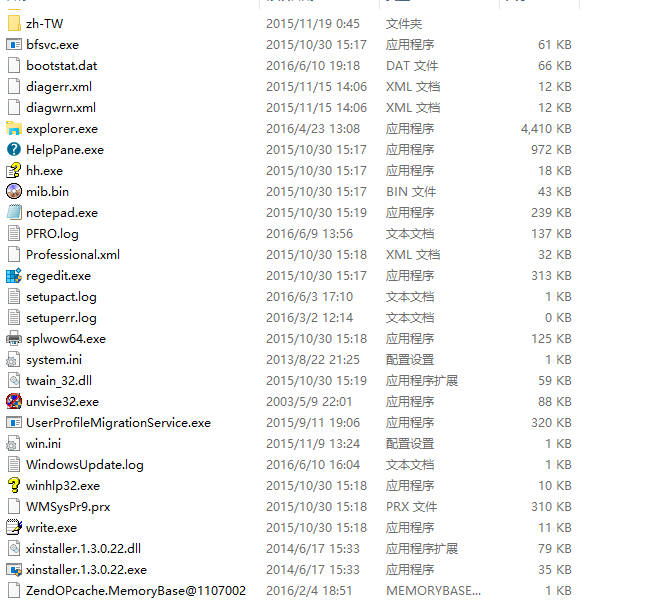 zh-TW 2015/11/19 0:45 文件夹
bfsvc.exe 2015/10/30 15:17 应用程序 61 KB
bootstat.dat 2016/6/10 19:18 DAT 文件 66 KB
diagerr.xml 2015/11/15 14:06 XML 文档 12 KB
diagwrn.xml 2015/11/15 14:06 XML 文档 12 KB
explorer.exe 2016/4/23 13:08 应用程序 4,410 KB
HelpPane.exe 2015/10/30 15:17 应用程序 972 KB
hh.exe 2015/10/30 15:17 应用程序 18 KB
mib.bin 2015/10/30 15:17 BIN 文件 43 KB
notepad.exe 2015/10/30 15:19 应用程序 239 KB
PFRO.log 2016/6/9 13:56 文本文档 137 KB
Professional.xml 2015/10/30 15:18 XML 文档 32 KB
regedit.exe 2015/10/30 15:17 应用程序 313 KB
setupact.log 2016/6/3 17:10 文本文档 1 KB
setuperr.log 2016/3/2 12:14 文本文档 0 KB
splwow64.exe 2015/10/30 15:18 应用程序 125 KB
system.ini 2013/8/22 21:25 配置设置 1 KB
twain_32.dll 2015/10/30 15:19 应用程序扩展 59 KB
unvise32.exe 2003/5/9 22:01 应用程序 88 KB
UserProfileMigrationService.exe 2015/9/11 19:06 应用程序 320 KB
win.ini 2015/11/9 13:24 配置设置 1 KB
WindowsUpdate.log 2016/6/10 16:04 文本文档 1 KB
winhlp32.exe 2015/10/30 15:18 应用程序 10 KB
WMSysPr9.prx 2015/10/30 15:18 PRX 文件 310 KB
write.exe 2015/10/30 15:18 应用程序 11 KB
xinstaller.1.3.0.22.dll 2014/6/17 15:33 应用程序扩展 79 KB
xinstaller.1.3.0.22.exe 2014/6/17 15:33 应用程序 35 KB
ZendOPcache.MemoryBase@1107002 2016/2/4 18:51 MEMORYBASE... 1 KB